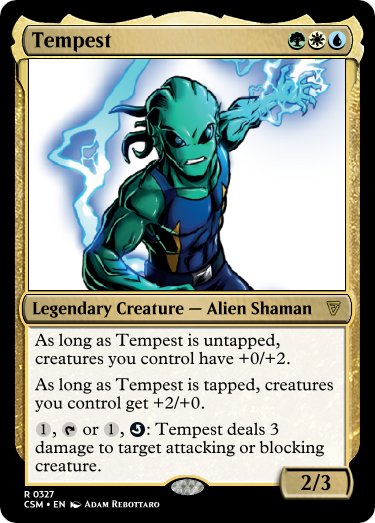 Tempest
Legendary Creature — Alien Shaman
As long as Tempest is untapped,
creatures you control have +0/+2.
As long as Tempest is tapped, creatures
you control get +2/+0.
1, or 1, : Tempest deals 3
damage to target attacking or blocking
creature.
2/3
R 0327
CSM • EN Adam Rebottaro